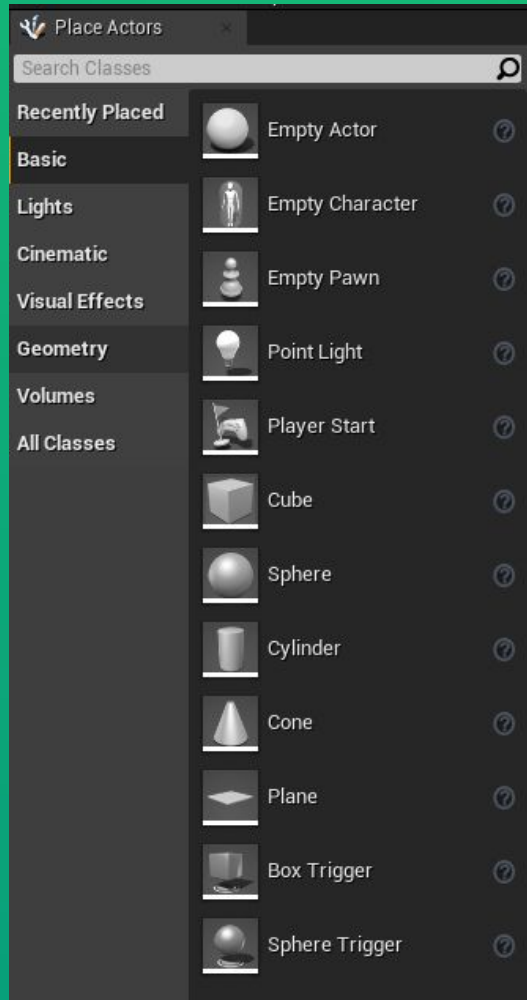 Place Actors
Search Classes
Recently Placed
Basic
Lights
Cinematic
Visual Effects
Geometry
Volumes
All Classes
Empty Actor
Empty Character
Empty Pawn
Point Light
Player Start
Cube
Sphere
Cylinder
Cone
Plane
Box Trigger
Sphere Trigger